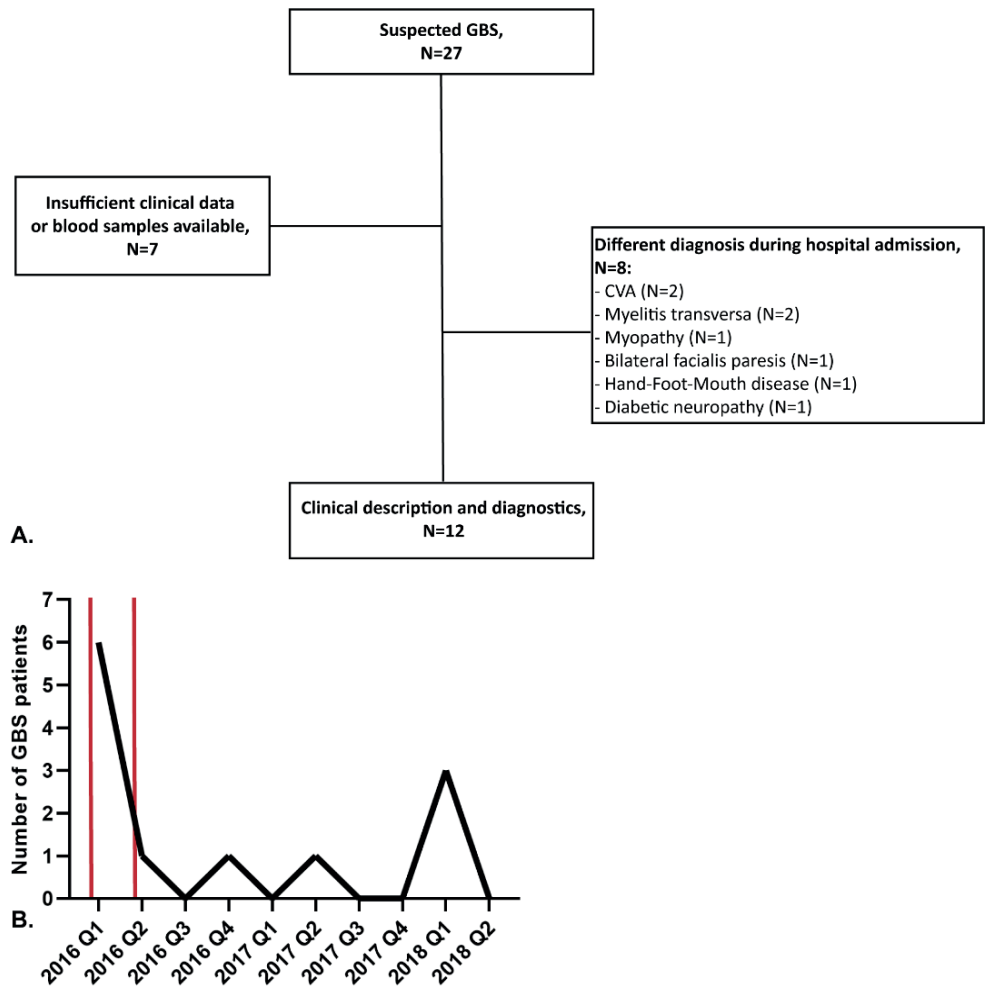 Suspected GBS,
N=27
Insufficient clinical data
or blood samples available,
N=7
Different diagnosis during hospital admission,
N=8:
- CVA (N=2)
- Myelitis transversa (N=2)
- Myopathy (N=1)
- Bilateral facialis paresis (N=1)
- Hand-Foot-Mouth disease (N=1)
- Diabetic neuropathy (N=1)
Clinical description and diagnostics,
N=12
A.
Number of GBS patients
7
6
5
4
3
2
1
0
B.
2016 Q1
2016 Q2
2016 Q3
2016 Q4
2017 Q1
2017 Q2
2017 Q3
2017 Q4
2018 Q1
2018 Q2